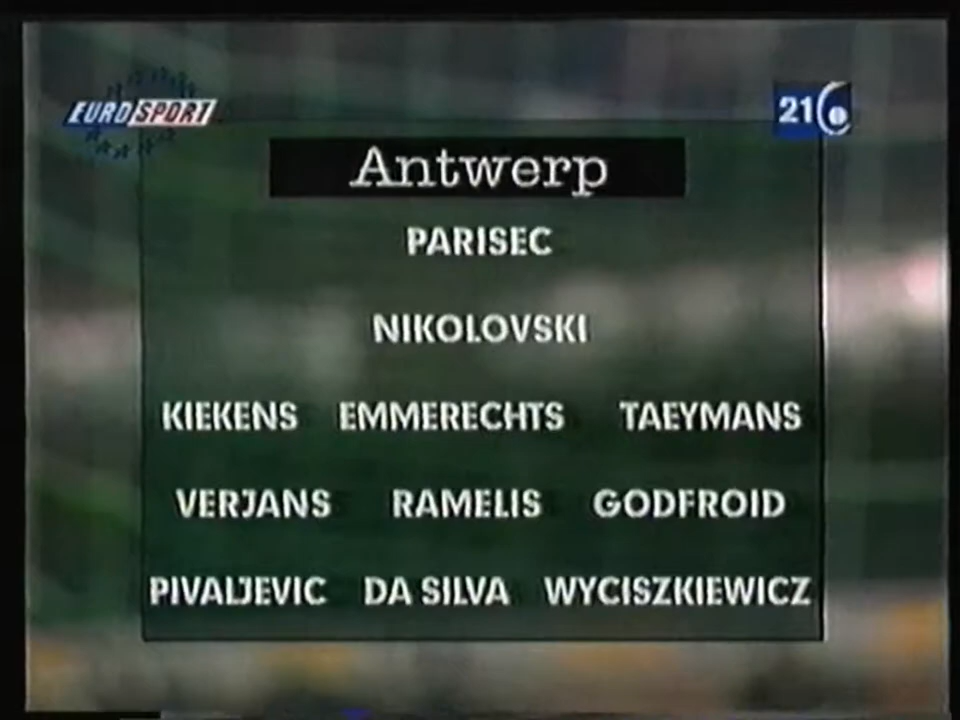 EUROSPORT
21
Antwerp
PARISEC
NIKOLOVSKI
KIEKENS EMMERECHTS TAEYMANS
VERJANS RAMELIS GODFROID
PIVALJEVIC DA SILVA WYCISZKIEWICZ